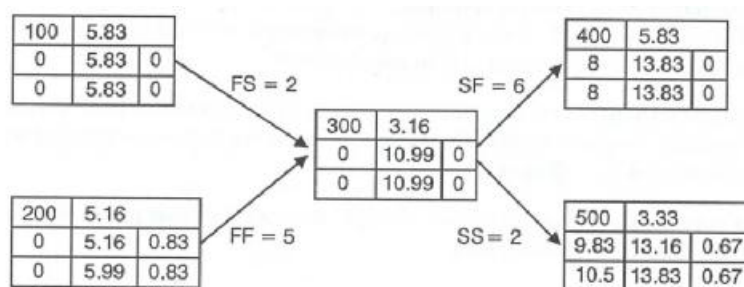 100 5.83
0 5.83 0
0 5.83 0
FS = 2
200 5.16
0 5.16 0.83
0 5.99 0.83
FF = 5
300 3.16
0 10.99 0
0 10.99 0
SF = 6
400 5.83
8 13.83 0
8 13.83 0
SS = 2
500 3.33
9.83 13.16 0.67
10.5 13.83 0.67